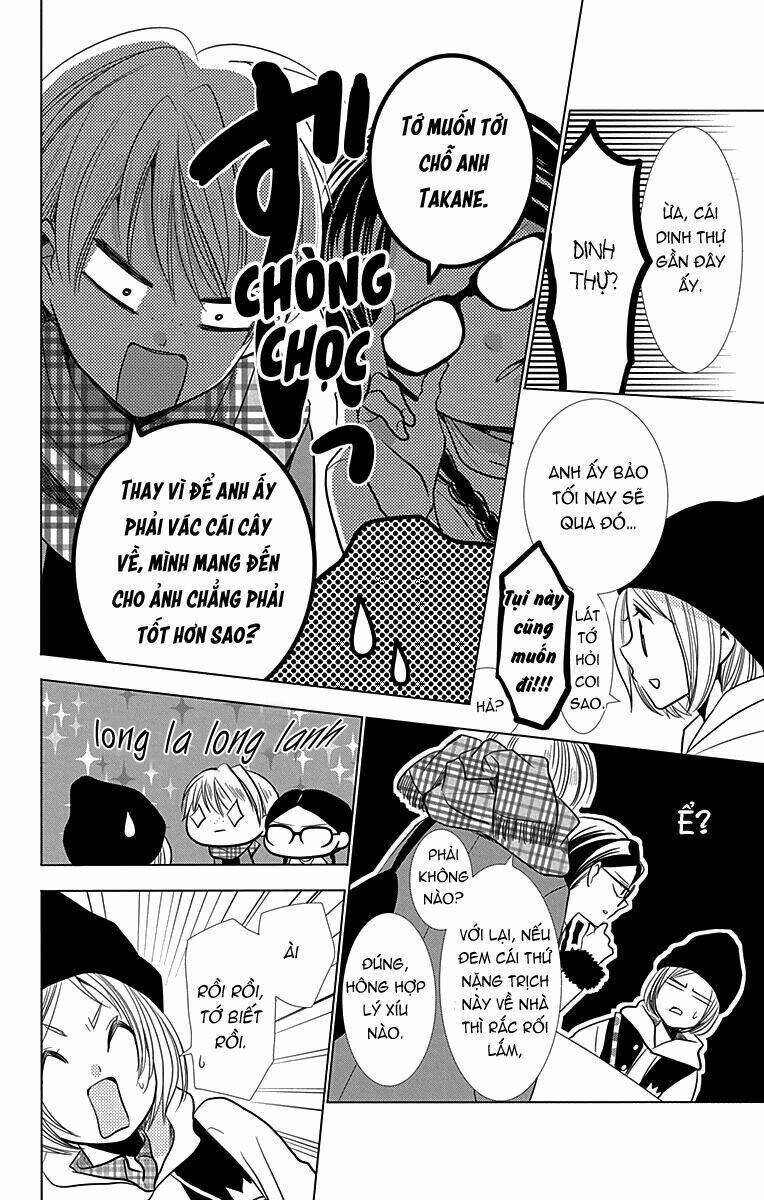 ỪA, CÁI
DINH THỰ
GẦN ĐÂY
ẤY.
DINH
THỰ?
TỚ MUỐN TỚI
CHỖ ANH
TAKANE.
ず
CHÒNG
CHỌC
っ
THAY VÌ ĐỂ ANH ẤY
PHẢI VÁC CÁI CÂY
VỀ, MÌNH MANG ĐẾN
CHO ẢNH CHẲNG PHẢI
TỐT HƠN SAO?
ANH ẤY BẢO
TỐI NAY SẼ
QUA ĐÓ...
LÁT
TỚ
HỎI
COI
SAO.
Tụi này
cũng
muốn
đi!!!
HẢ?
Ể?
PHẢI
KHÔNG
NÀO?
VỚI LẠI, NẾU
ĐEM CÁI THỨ
NẶNG TRỊCH
NÀY VỀ NHÀ
THÌ RẮC RỐI
LẮM,
ĐÚNG,
HÔNG HỢP
LÝ XÍU
NÀO.
long la long lanh
ÀI
RỒI RỒI,
TỚ BIẾT
RỒI.